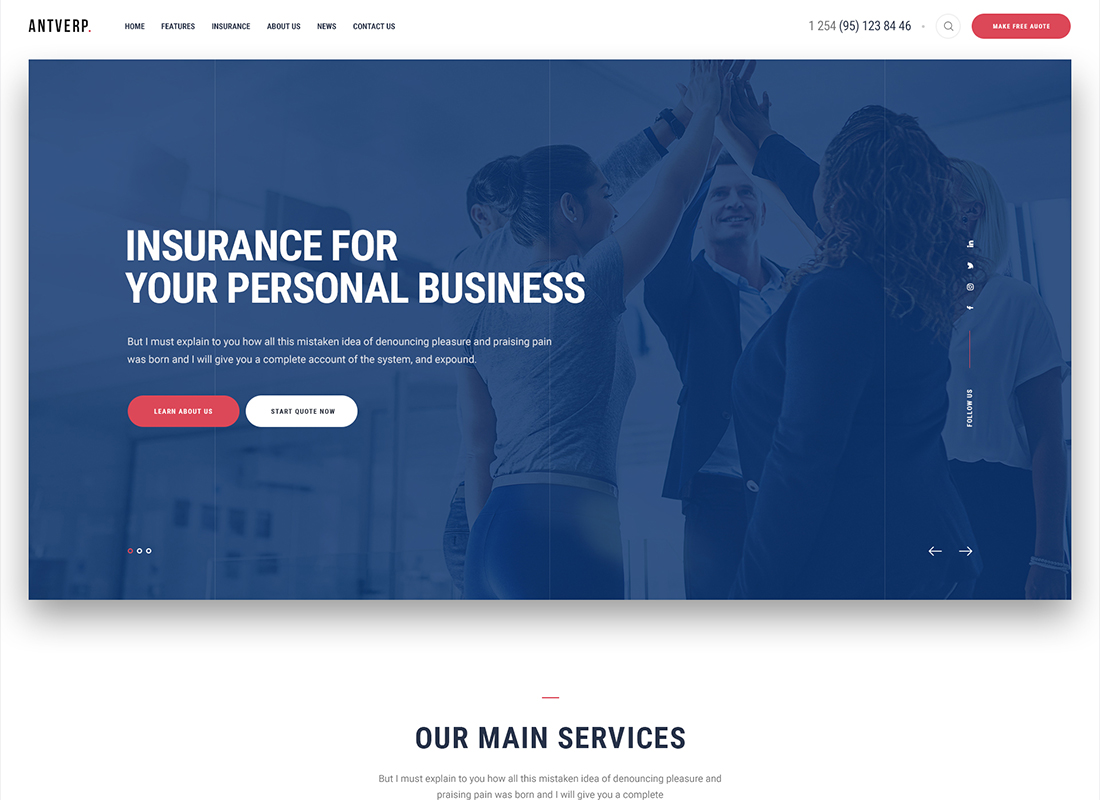 ANTVERP.
HOME FEATURES INSURANCE ABOUT US NEWS CONTACT US
1 254 (95) 123 84 46
MAKE FREE AUOTE
INSURANCE FOR
YOUR PERSONAL BUSINESS
But I must explain to you how all this mistaken idea of denouncing pleasure and praising pain
was born and I will give you a complete account of the system, and expound.
LEARN ABOUT US
START QUOTE NOW
FOLLOW US
OUR MAIN SERVICES
But I must explain to you how all this mistaken idea of denouncing pleasure and
praising pain was born and I will give you a complete